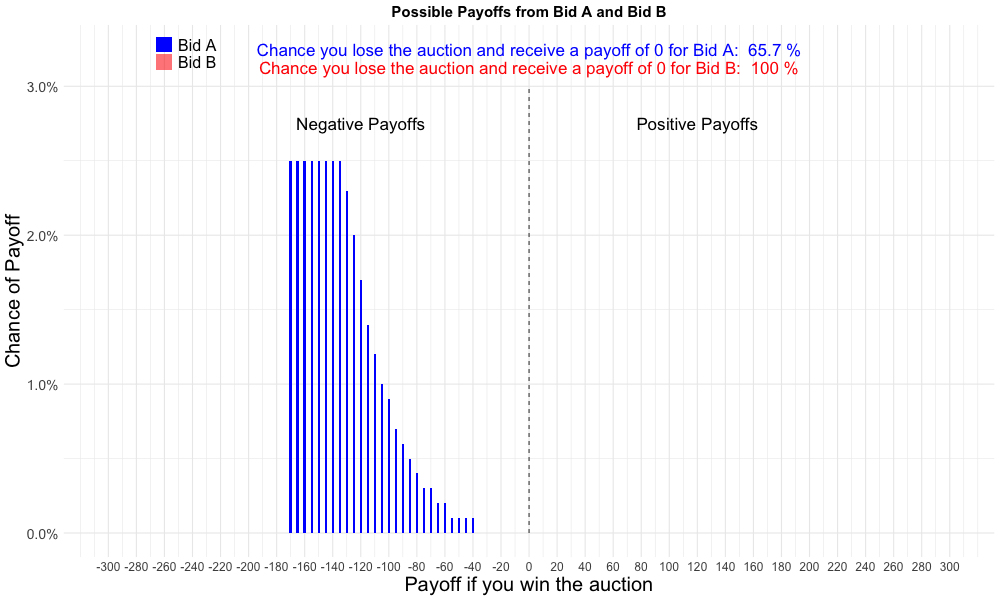 Possible Payoffs from Bid A and Bid B
Bid A
Bid B
Chance you lose the auction and receive a payoff of 0 for Bid A:  65.7 %
Chance you lose the auction and receive a payoff of 0 for Bid B:  100 %
Negative Payoffs
Positive Payoffs
Chance of Payoff
3.0%
2.0%
1.0%
0.0%
-300 -280 -260 -240 -220 -200 -180 -160 -140 -120 -100 -80 -60 -40 -20 0 20 40 60 80 100 120 140 160 180 200 220 240 260 280 300
Payoff if you win the auction